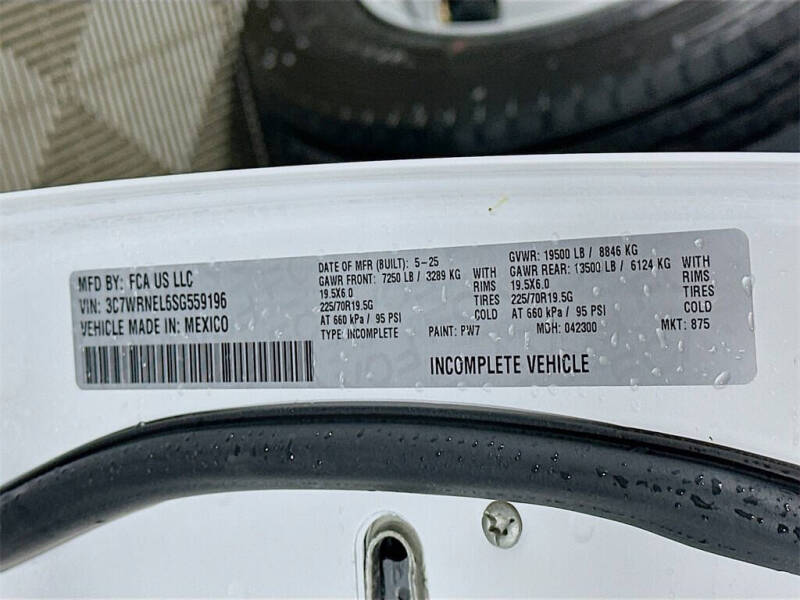 MFD BY: FCA US LLC
VIN: 3C7WRNEL6SG559196
VEHICLE MADE IN: MEXICO
DATE OF MFR (BUILT): 5-25
GAWR FRONT: 7250 LB / 3289 KG WITH
19.5X6.0 RIMS
225/70R19.5G TIRES
AT 660 kPa / 95 PSI COLD
TYPE: INCOMPLETE PAINT: PW7
GVWR: 19500 LB / 8846 KG
GAWR REAR: 13500 LB / 6124 KG WITH
19.5X6.0 RIMS
225/70R19.5G TIRES
AT 660 kPa / 95 PSI COLD
MDH: 042300 MKT: 875
INCOMPLETE VEHICLE